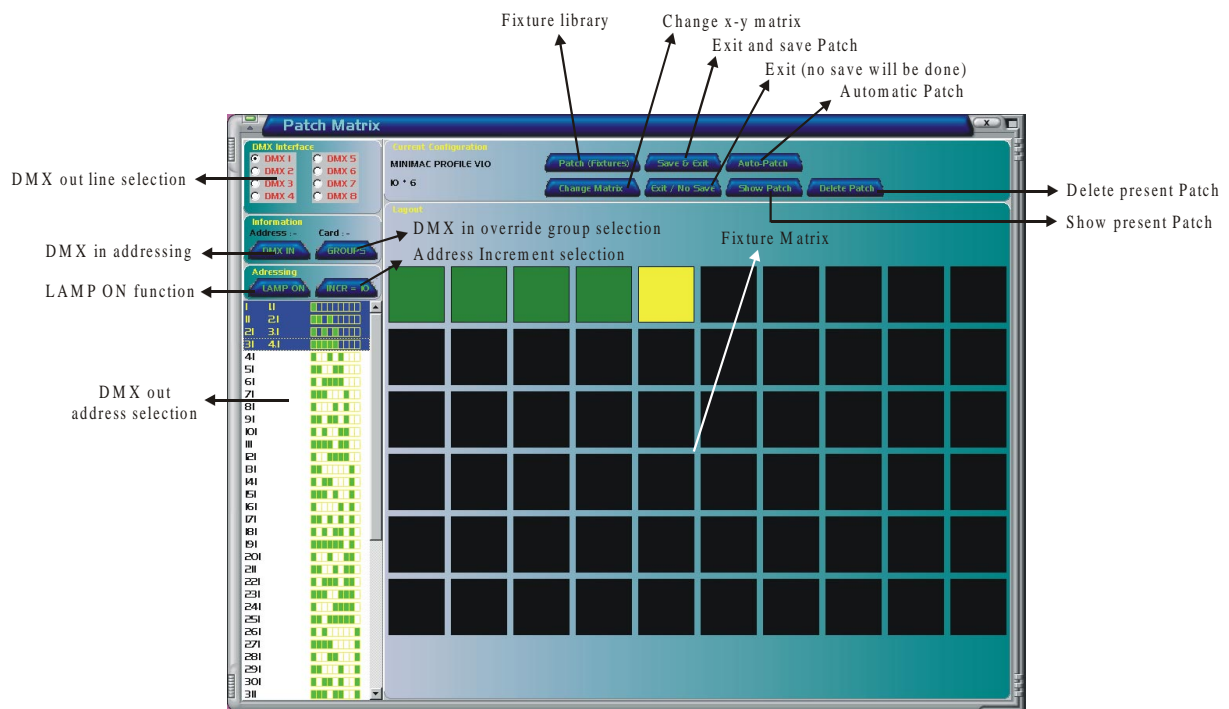 Fixture library
Change x-y matrix
Exit and save Patch
Exit (no save will be done)
Automatic Patch
Patch Matrix
x
DMX Interface
DMX 1 DMX 5
DMX 2 DMX 6
DMX 3 DMX 7
DMX 4 DMX 8
DMX out line selection
Current Configuration
MINIMAC PROFILE V10
10 * 6
Patch (Fixtures) Save & Exit Auto-Patch
Change Matrix Exit / No Save Show Patch Delete Patch
Delete present Patch
Show present Patch
Information
Address : - Card : -
DMX IN GROUPS
DMX in addressing
DMX in override group selection
Adressing
LAMP ON INCR = 10
LAMP ON function
Address Increment selection
Layout
Fixture Matrix
DMX out
address selection
1 1.1
11 2.1
21 3.1
31 4.1
41
51
61
71
81
91
101
111
121
131
141
151
161
171
181
191
201
211
221
231
241
251
261
271
281
291
301
311